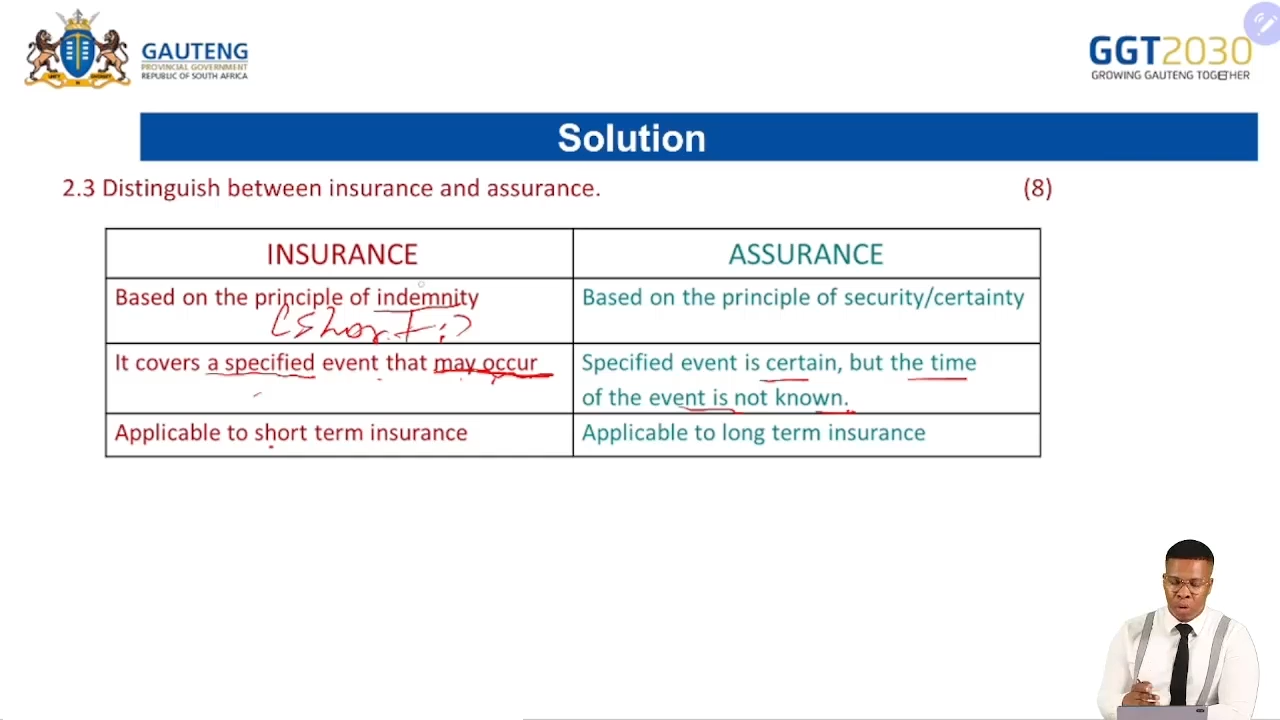 GAUTENG
PROVINCIAL GOVERNMENT
REPUBLIC OF SOUTH AFRICA
GGT2030
GROWING GAUTENG TOGETHER
Solution
2.3 Distinguish between insurance and assurance. (8)
INSURANCE ASSURANCE
Based on the principle of indemnity Based on the principle of security/certainty
It covers a specified event that may occur Specified event is certain, but the time
of the event is not known.
Applicable to short term insurance Applicable to long term insurance